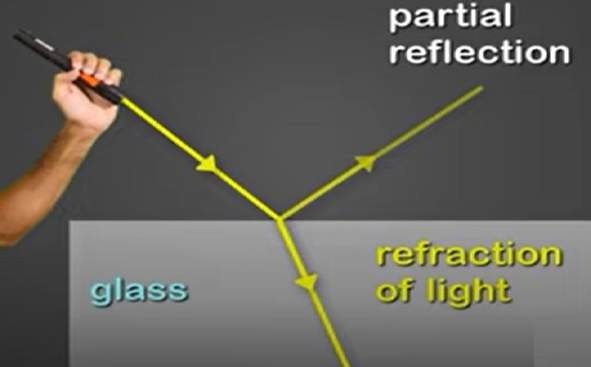 partial
reflection
refraction
of light
glass